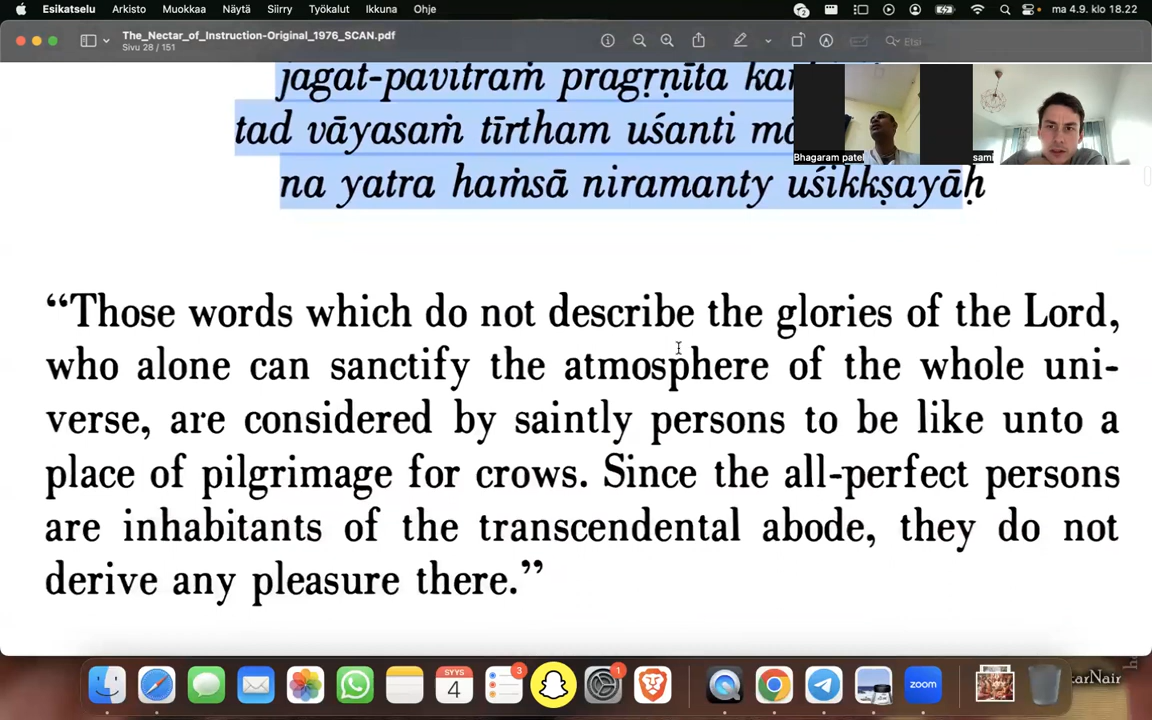 Esikatselu Arkisto Muokkaa Näytä Siirry Työkalut Ikkuna Ohje 2 ma 4.9. klo 18.22
The_Nectar_of_Instruction-Original_1976_SCAN.pdf
Sivu 28 / 151
Etsi
jagat-pavitraṁ pragṛṇīta
tad vāyasaṁ tīrtham uśanti
na yatra haṁsā niramanty uśikkṣayāḥ
Bhagaram patel
sami
“Those words which do not describe the glories of the Lord,
who alone can sanctify the atmosphere of the whole uni-
verse, are considered by saintly persons to be like unto a
place of pilgrimage for crows. Since the all-perfect persons
are inhabitants of the transcendental abode, they do not
derive any pleasure there.”
SYYS
4
3
1
zoom